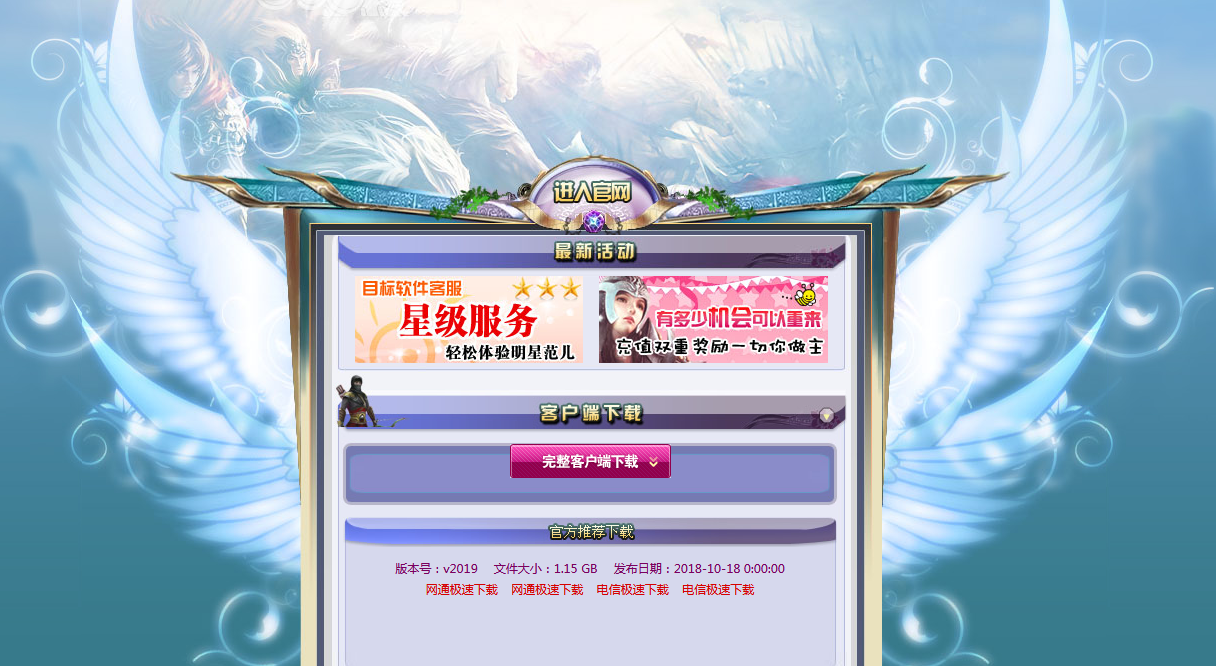 进入官网
最新活动
目标软件客服
星级服务
轻松体验明星范儿
有多少机会可以重来
充值双重奖励一切你做主
客户端下载
完整客户端下载
官方推荐下载
版本号：v2019 文件大小：1.15 GB 发布日期：2018-10-18 0:00:00
网通极速下载 网通极速下载 电信极速下载 电信极速下载